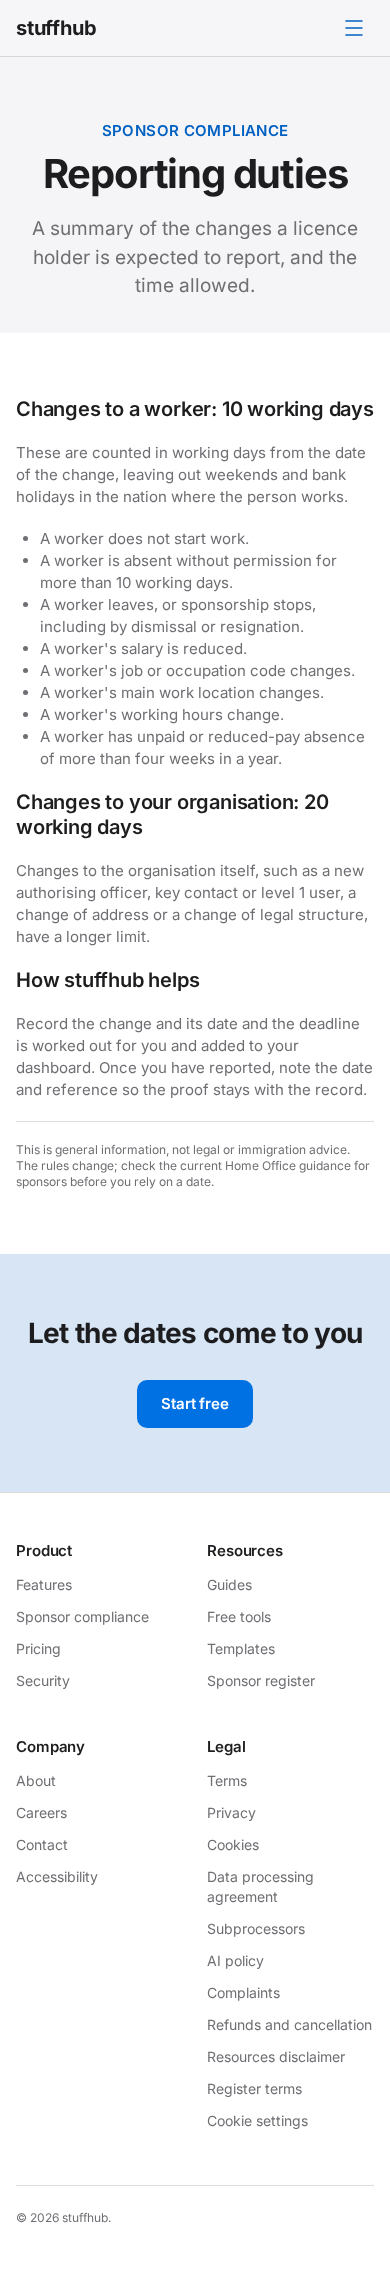 stuffhub
SPONSOR COMPLIANCE
Reporting duties
A summary of the changes a licence
holder is expected to report, and the
time allowed.
Changes to a worker: 10 working days
These are counted in working days from the date
of the change, leaving out weekends and bank
holidays in the nation where the person works.
• A worker does not start work.
• A worker is absent without permission for
more than 10 working days.
• A worker leaves, or sponsorship stops,
including by dismissal or resignation.
• A worker's salary is reduced.
• A worker's job or occupation code changes.
• A worker's main work location changes.
• A worker's working hours change.
• A worker has unpaid or reduced-pay absence
of more than four weeks in a year.
Changes to your organisation: 20
working days
Changes to the organisation itself, such as a new
authorising officer, key contact or level 1 user, a
change of address or a change of legal structure,
have a longer limit.
How stuffhub helps
Record the change and its date and the deadline
is worked out for you and added to your
dashboard. Once you have reported, note the date
and reference so the proof stays with the record.
This is general information, not legal or immigration advice.
The rules change; check the current Home Office guidance for
sponsors before you rely on a date.
Let the dates come to you
Start free
Product
Features
Sponsor compliance
Pricing
Security
Resources
Guides
Free tools
Templates
Sponsor register
Company
About
Careers
Contact
Accessibility
Legal
Terms
Privacy
Cookies
Data processing
agreement
Subprocessors
AI policy
Complaints
Refunds and cancellation
Resources disclaimer
Register terms
Cookie settings
© 2026 stuffhub.